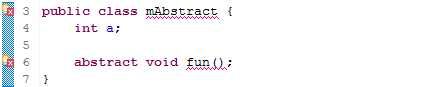 3 public class mAbstract {
4     int a;
5
6     abstract void fun();
7 }